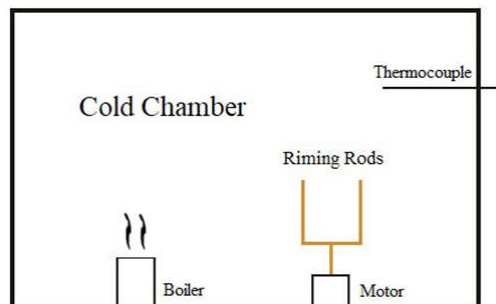 Thermocouple
Cold Chamber
Riming Rods
Boiler
Motor